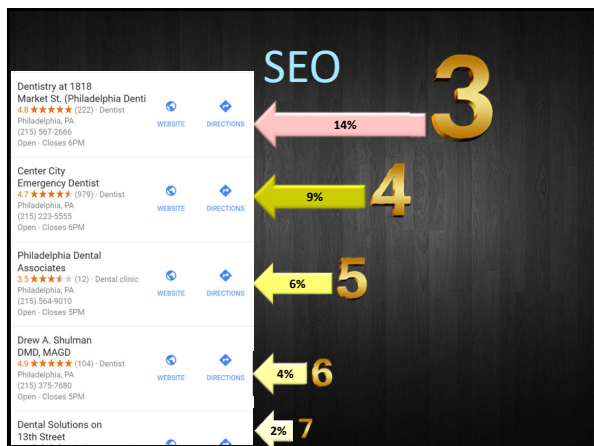 SEO
3
Dentistry at 1818
Market St. (Philadelphia Denti
4.8 ★★★★★ (222) · Dentist
Philadelphia, PA
(215) 567-2666
Open · Closes 6PM
WEBSITE DIRECTIONS
14%
Center City
Emergency Dentist
4.7 ★★★★★ (979) · Dentist
Philadelphia, PA
(215) 223-5555
Open · Closes 6PM
WEBSITE DIRECTIONS
9%
4
Philadelphia Dental
Associates
3.5 ★★★★★ (12) · Dental clinic
Philadelphia, PA
(215) 564-9010
Open · Closes 5PM
WEBSITE DIRECTIONS
6%
5
Drew A. Shulman
DMD, MAGD
4.9 ★★★★★ (104) · Dentist
Philadelphia, PA
(215) 375-7680
Open · Closes 5PM
WEBSITE DIRECTIONS
4%
6
Dental Solutions on
13th Street
2%
7